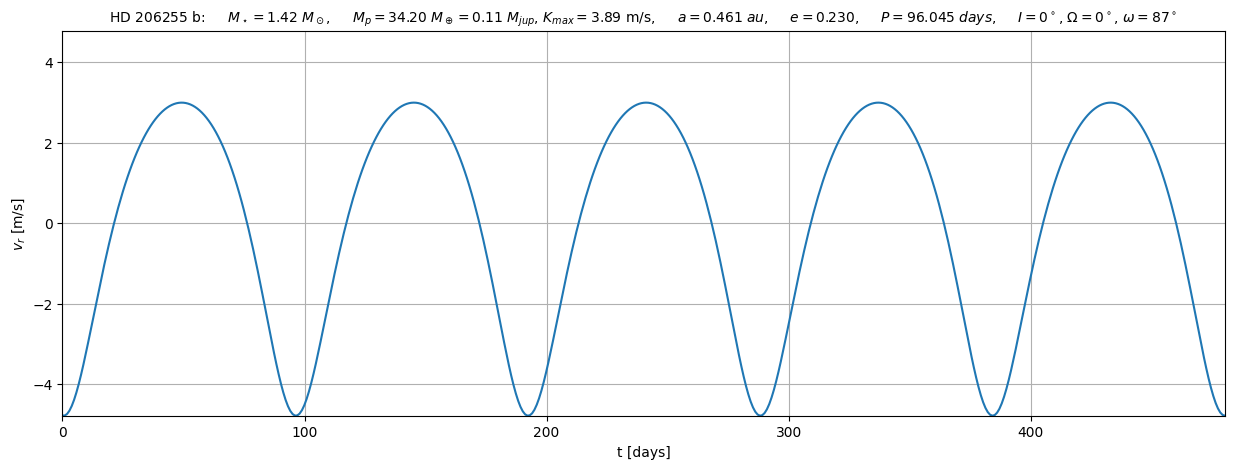 HD 206255 b: M⋆ = 1.42 M⊙, Mp = 34.20 M⊕ = 0.11 Mjup, Kmax = 3.89 m/s, a = 0.461 au, e = 0.230, P = 96.045 days, I = 0°, Ω = 0°, ω = 87°
4
2
0
−2
−4
vr [m/s]
0 100 200 300 400
t [days]